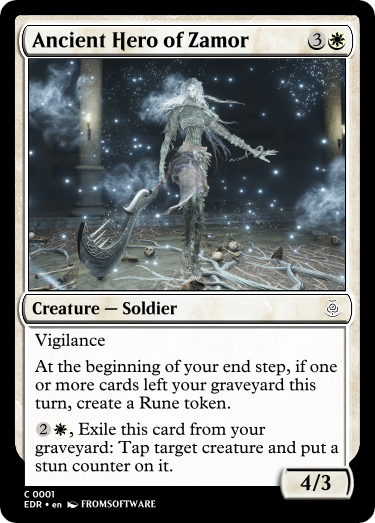 Ancient Hero of Zamor 3
Creature — Soldier
Vigilance
At the beginning of your end step, if one
or more cards left your graveyard this
turn, create a Rune token.
2 , Exile this card from your
graveyard: Tap target creature and put a
stun counter on it.
4/3
C 0001
EDR • en FROMSOFTWARE